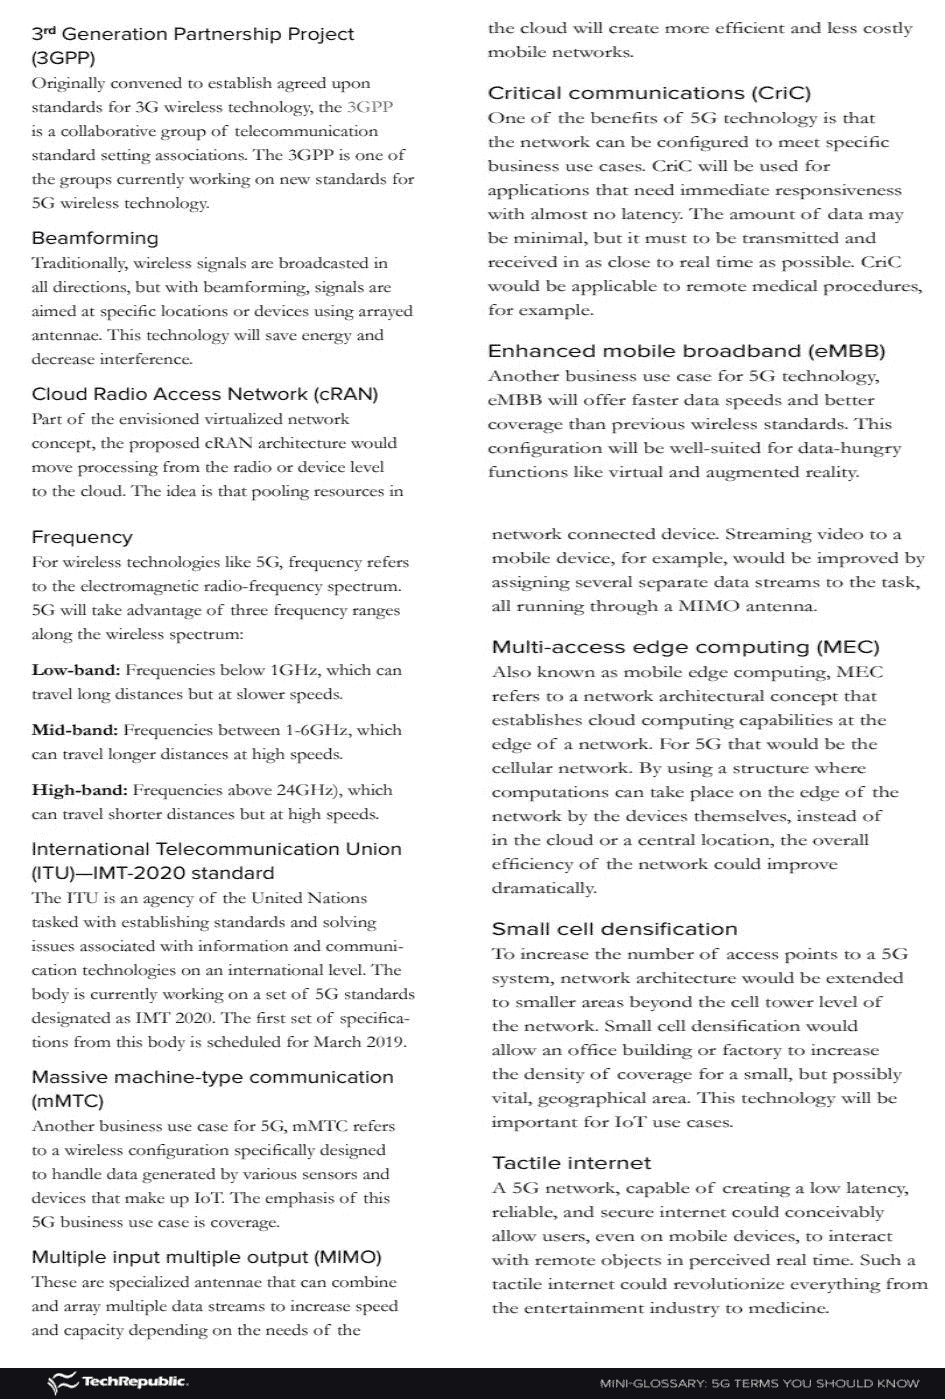 3rd Generation Partnership Project
(3GPP)
Originally convened to establish agreed upon
standards for 3G wireless technology, the 3GPP
is a collaborative group of telecommunication
standard setting associations. The 3GPP is one of
the groups currently working on new standards for
5G wireless technology.
Beamforming
Traditionally, wireless signals are broadcasted in
all directions, but with beamforming, signals are
aimed at specific locations or devices using arrayed
antennae. This technology will save energy and
decrease interference.
Cloud Radio Access Network (cRAN)
Part of the envisioned virtualized network
concept, the proposed cRAN architecture would
move processing from the radio or device level
to the cloud. The idea is that pooling resources in
the cloud will create more efficient and less costly
mobile networks.
Critical communications (CriC)
One of the benefits of 5G technology is that
the network can be configured to meet specific
business use cases. CriC will be used for
applications that need immediate responsiveness
with almost no latency. The amount of data may
be minimal, but it must to be transmitted and
received in as close to real time as possible. CriC
would be applicable to remote medical procedures,
for example.
Enhanced mobile broadband (eMBB)
Another business use case for 5G technology,
eMBB will offer faster data speeds and better
coverage than previous wireless standards. This
configuration will be well-suited for data-hungry
functions like virtual and augmented reality.
Frequency
For wireless technologies like 5G, frequency refers
to the electromagnetic radio-frequency spectrum.
5G will take advantage of three frequency ranges
along the wireless spectrum:
Low-band: Frequencies below 1GHz, which can
travel long distances but at slower speeds.
Mid-band: Frequencies between 1-6GHz, which
can travel longer distances at high speeds.
High-band: Frequencies above 24GHz), which
can travel shorter distances but at high speeds.
International Telecommunication Union
(ITU)—IMT-2020 standard
The ITU is an agency of the United Nations
tasked with establishing standards and solving
issues associated with information and communi-
cation technologies on an international level. The
body is currently working on a set of 5G standards
designated as IMT 2020. The first set of specifica-
tions from this body is scheduled for March 2019.
Massive machine-type communication
(mMTC)
Another business use case for 5G, mMTC refers
to a wireless configuration specifically designed
to handle data generated by various sensors and
devices that make up IoT. The emphasis of this
5G business use case is coverage.
Multiple input multiple output (MIMO)
These are specialized antennae that can combine
and array multiple data streams to increase speed
and capacity depending on the needs of the
network connected device. Streaming video to a
mobile device, for example, would be improved by
assigning several separate data streams to the task,
all running through a MIMO antenna.
Multi-access edge computing (MEC)
Also known as mobile edge computing, MEC
refers to a network architectural concept that
establishes cloud computing capabilities at the
edge of a network. For 5G that would be the
cellular network. By using a structure where
computations can take place on the edge of the
network by the devices themselves, instead of
in the cloud or a central location, the overall
efficiency of the network could improve
dramatically.
Small cell densification
To increase the number of access points to a 5G
system, network architecture would be extended
to smaller areas beyond the cell tower level of
the network. Small cell densification would
allow an office building or factory to increase
the density of coverage for a small, but possibly
vital, geographical area. This technology will be
important for IoT use cases.
Tactile internet
A 5G network, capable of creating a low latency,
reliable, and secure internet could conceivably
allow users, even on mobile devices, to interact
with remote objects in perceived real time. Such a
tactile internet could revolutionize everything from
the entertainment industry to medicine.
TechRepublic.
MINI-GLOSSARY: 5G TERMS YOU SHOULD KNOW